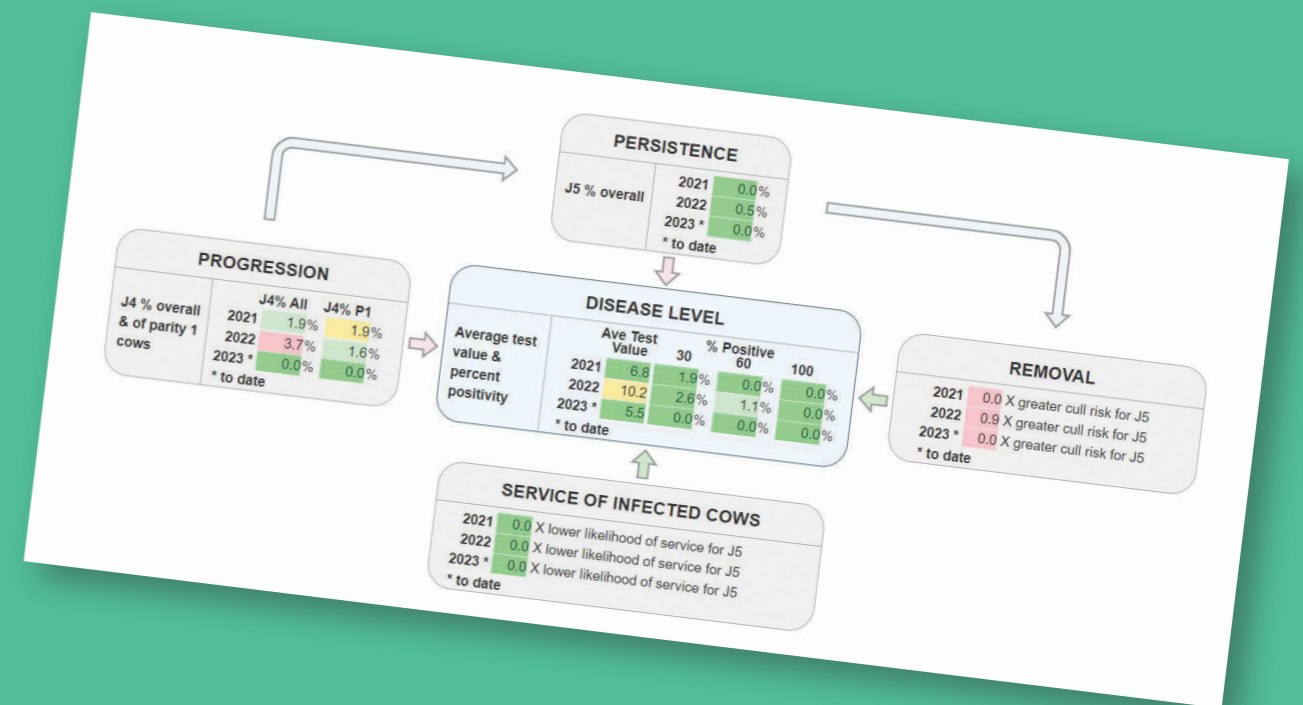 PERSISTENCE
J5 % overall
2021 0.0%
2022 0.5%
2023 * 0.0%
* to date
PROGRESSION
J4 % overall
& of parity 1
cows
J4% All J4% P1
2021 1.9% 1.9%
2022 3.7% 1.6%
2023 * 0.0% 0.0%
* to date
DISEASE LEVEL
Average test
value &
percent
positivity
Ave Test
Value
% Positive
30 60 100
2021 6.8 1.9% 0.0% 0.0%
2022 10.2 2.6% 1.1% 0.0%
2023 * 5.5 0.0% 0.0% 0.0%
* to date
REMOVAL
2021 0.0 X greater cull risk for J5
2022 0.9 X greater cull risk for J5
2023 * 0.0 X greater cull risk for J5
* to date
SERVICE OF INFECTED COWS
2021 0.0 X lower likelihood of service for J5
2022 0.0 X lower likelihood of service for J5
2023 * 0.0 X lower likelihood of service for J5
* to date